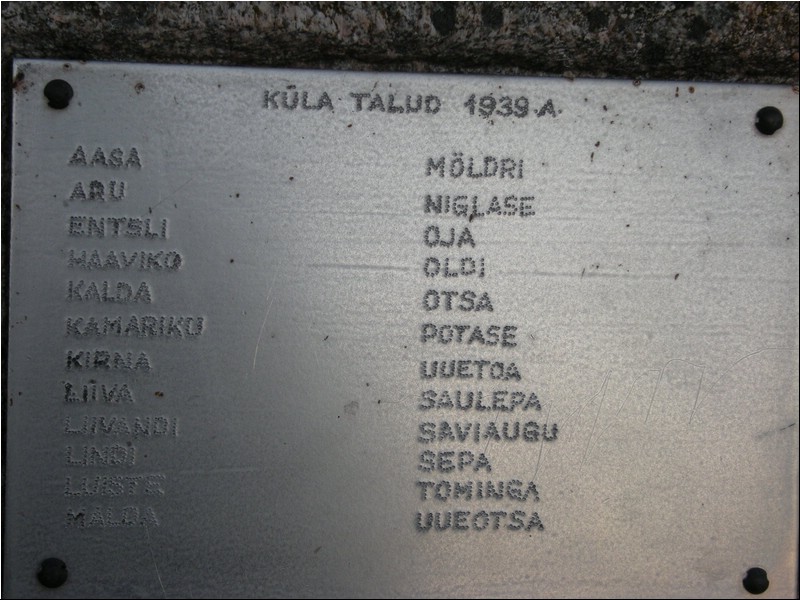 KÜLA TALUD 1939.A.
AASA
ARU
ENTSLI
HAAVIKO
KALDA
KAMARIKU
KIRNA
LIIVA
LIIVANDI
LINDI
LUISTE
MALDA
MÖLDRI
NIGLASE
OJA
OLDI
OTSA
POTASE
UUETOA
SAULEPA
SAVIAUGU
SEPA
TOMINGA
UUEOTSA